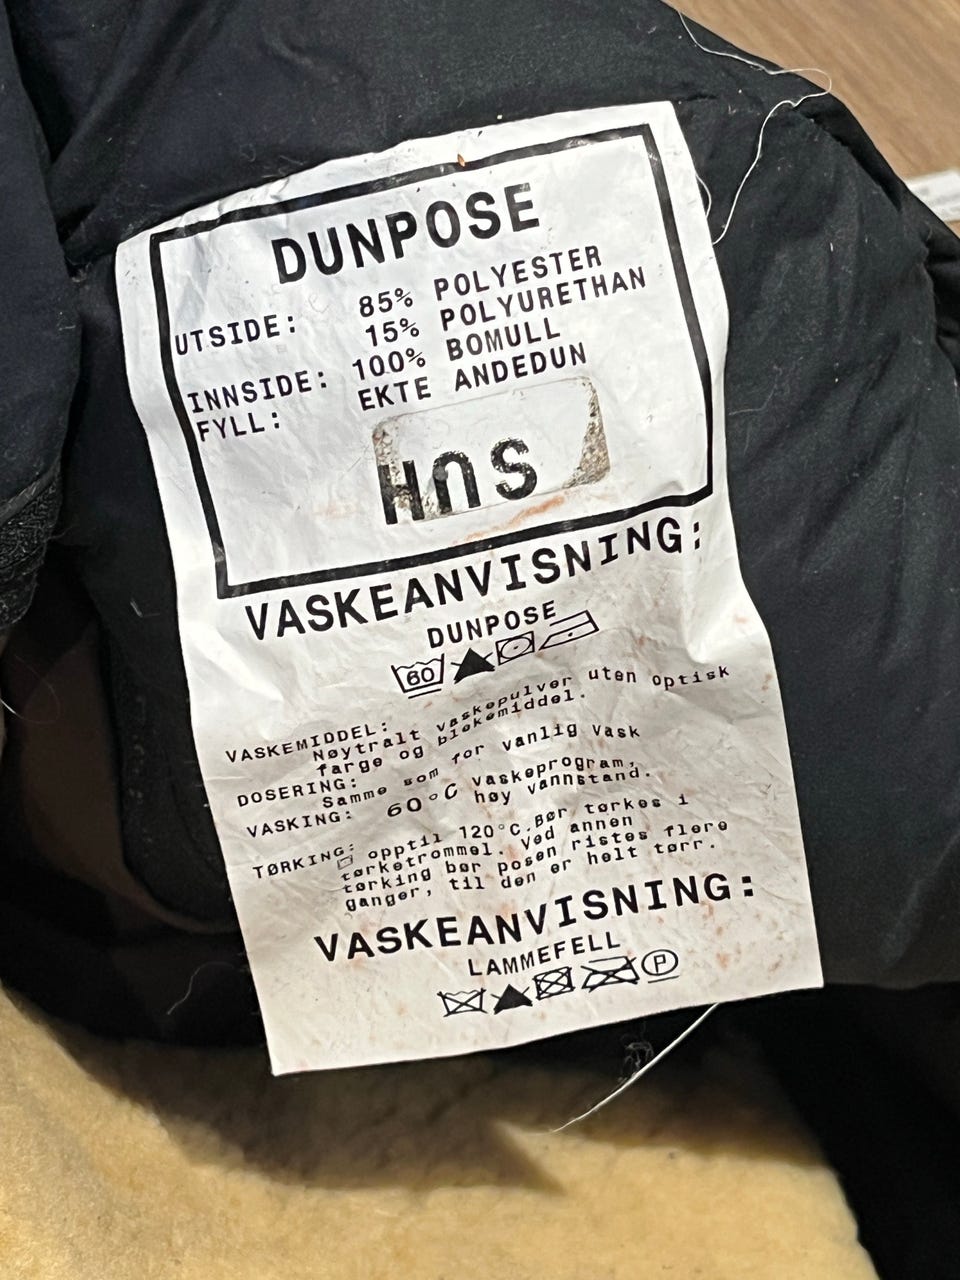 DUNPOSE
UTSIDE: 85% POLYESTER
15% POLYURETHAN
INNSIDE: 100% BOMULL
FYLL: EKTE ANDEDUN
VASKEANVISNING:
DUNPOSE
60
VASKEMIDDEL:
Nøytralt vaskepulver uten optisk
farge og blekemiddel.
DOSERING:
Samme som for vanlig vask
VASKING: 60°C vaskeprogram,
høy vannstand.
TØRKING:
opptil 120°C. Bør tørkes i
tørketrommel. Ved annen
tørking bør posen ristes flere
ganger, til den er helt tørr.
VASKEANVISNING:
LAMMEFELL
P